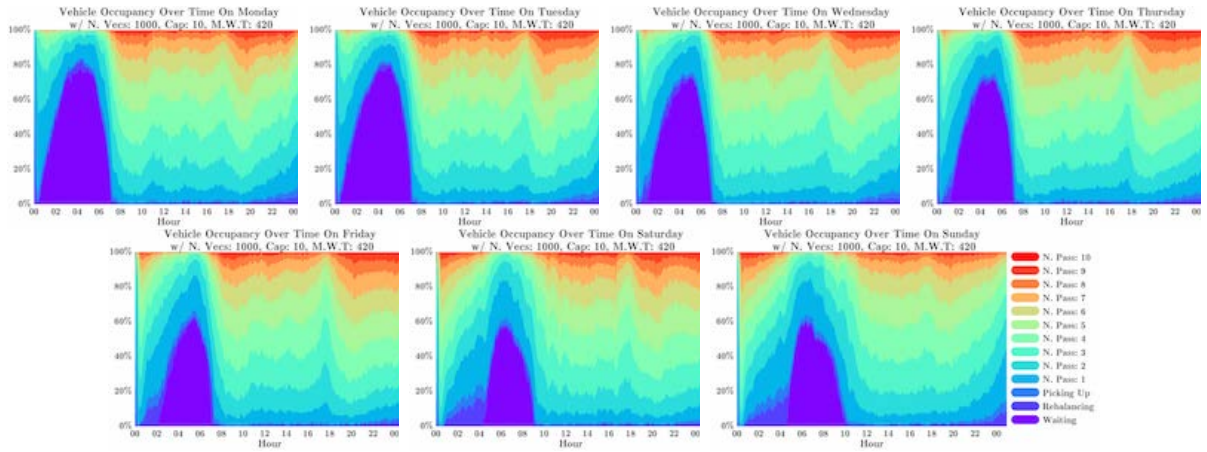 Vehicle Occupancy Over Time On Monday
w/ N. Vecs: 1000, Cap: 10, M.W.T: 420
100%
80%
60%
40%
20%
0%
00 02 04 06 08 10 12 14 16 18 20 22 00
Hour
Vehicle Occupancy Over Time On Tuesday
w/ N. Vecs: 1000, Cap: 10, M.W.T: 420
100%
80%
60%
40%
20%
0%
00 02 04 06 08 10 12 14 16 18 20 22 00
Hour
Vehicle Occupancy Over Time On Wednesday
w/ N. Vecs: 1000, Cap: 10, M.W.T: 420
100%
80%
60%
40%
20%
0%
00 02 04 06 08 10 12 14 16 18 20 22 00
Hour
Vehicle Occupancy Over Time On Thursday
w/ N. Vecs: 1000, Cap: 10, M.W.T: 420
100%
80%
60%
40%
20%
0%
00 02 04 06 08 10 12 14 16 18 20 22 00
Hour
Vehicle Occupancy Over Time On Friday
w/ N. Vecs: 1000, Cap: 10, M.W.T: 420
100%
80%
60%
40%
20%
0%
00 02 04 06 08 10 12 14 16 18 20 22 00
Hour
Vehicle Occupancy Over Time On Saturday
w/ N. Vecs: 1000, Cap: 10, M.W.T: 420
100%
80%
60%
40%
20%
0%
00 02 04 06 08 10 12 14 16 18 20 22 00
Hour
Vehicle Occupancy Over Time On Sunday
w/ N. Vecs: 1000, Cap: 10, M.W.T: 420
100%
80%
60%
40%
20%
0%
00 02 04 06 08 10 12 14 16 18 20 22 00
Hour
N. Pass: 10
N. Pass: 9
N. Pass: 8
N. Pass: 7
N. Pass: 6
N. Pass: 5
N. Pass: 4
N. Pass: 3
N. Pass: 2
N. Pass: 1
Picking Up
Rebalancing
Waiting